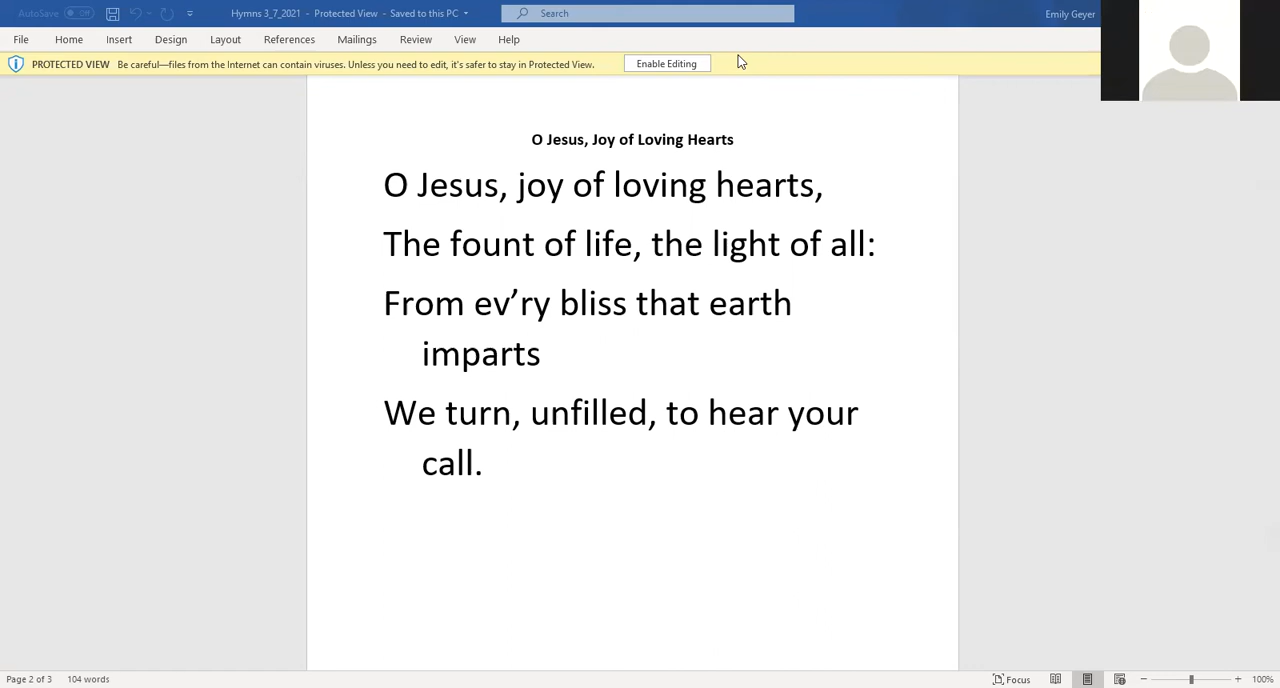 AutoSave Off Hymns 3_7_2021 - Protected View - Saved to this PC Search Emily Geyer
File Home Insert Design Layout References Mailings Review View Help
PROTECTED VIEW Be careful—files from the Internet can contain viruses. Unless you need to edit, it's safer to stay in Protected View. Enable Editing
O Jesus, Joy of Loving Hearts
O Jesus, joy of loving hearts,
The fount of life, the light of all:
From ev’ry bliss that earth
imparts
We turn, unfilled, to hear your
call.
Page 2 of 3 104 words Focus 100%